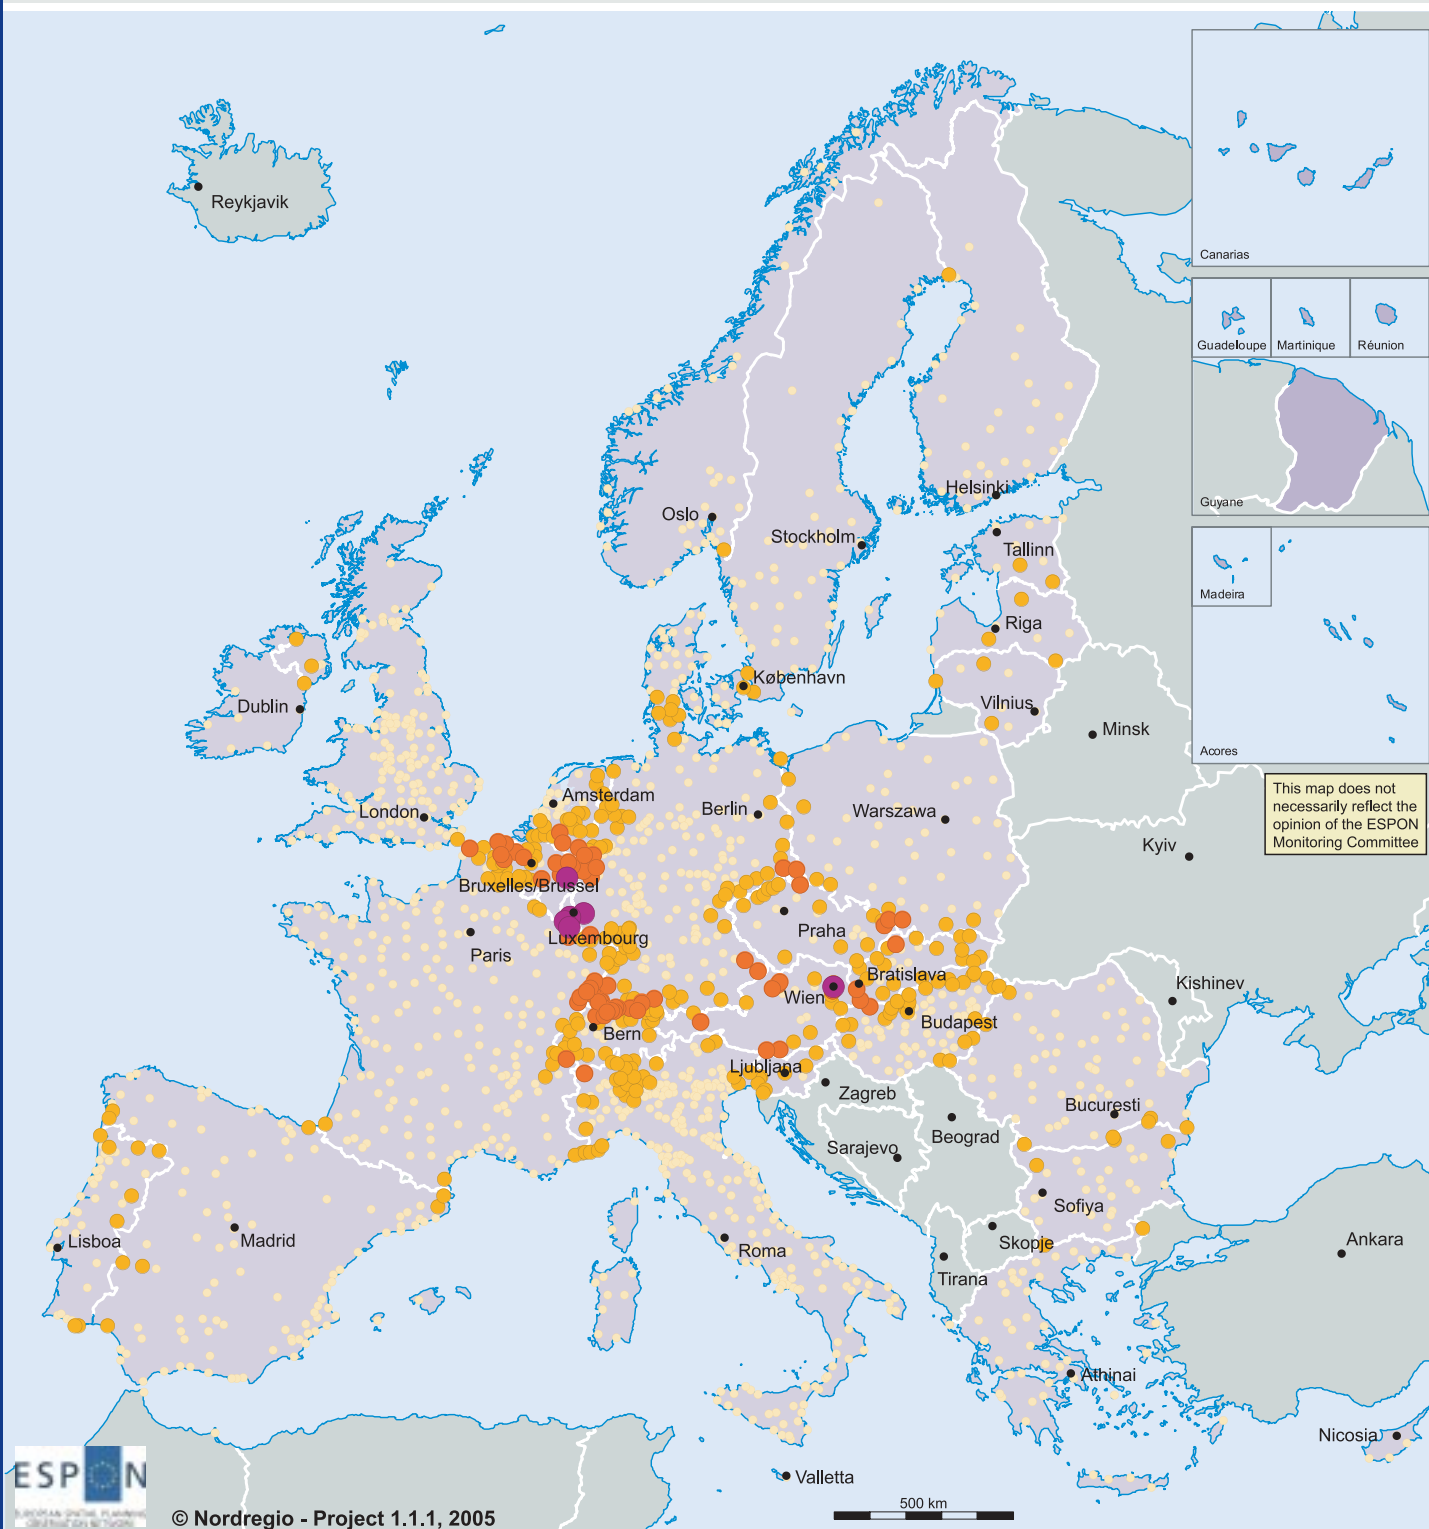 Reykjavik
Canarias
Guadeloupe
Martinique
Réunion
Guyane
Helsinki
Oslo
Stockholm
Tallinn
Madeira
Riga
København
Dublin
Vilnius
Minsk
Acores
This map does not
necessarily reflect the
opinion of the ESPON
Monitoring Committee
Amsterdam
Berlin
Warszawa
London
Kyiv
Bruxelles/Brussel
Praha
Luxembourg
Paris
Bratislava
Wien
Kishinev
Budapest
Bern
Ljubljana
Zagreb
Bucuresti
Beograd
Sarajevo
Sofiya
Lisboa
Madrid
Roma
Skopje
Ankara
Tirana
Athinai
Nicosia
ESPON
Valletta
500 km
© Nordregio - Project 1.1.1, 2005